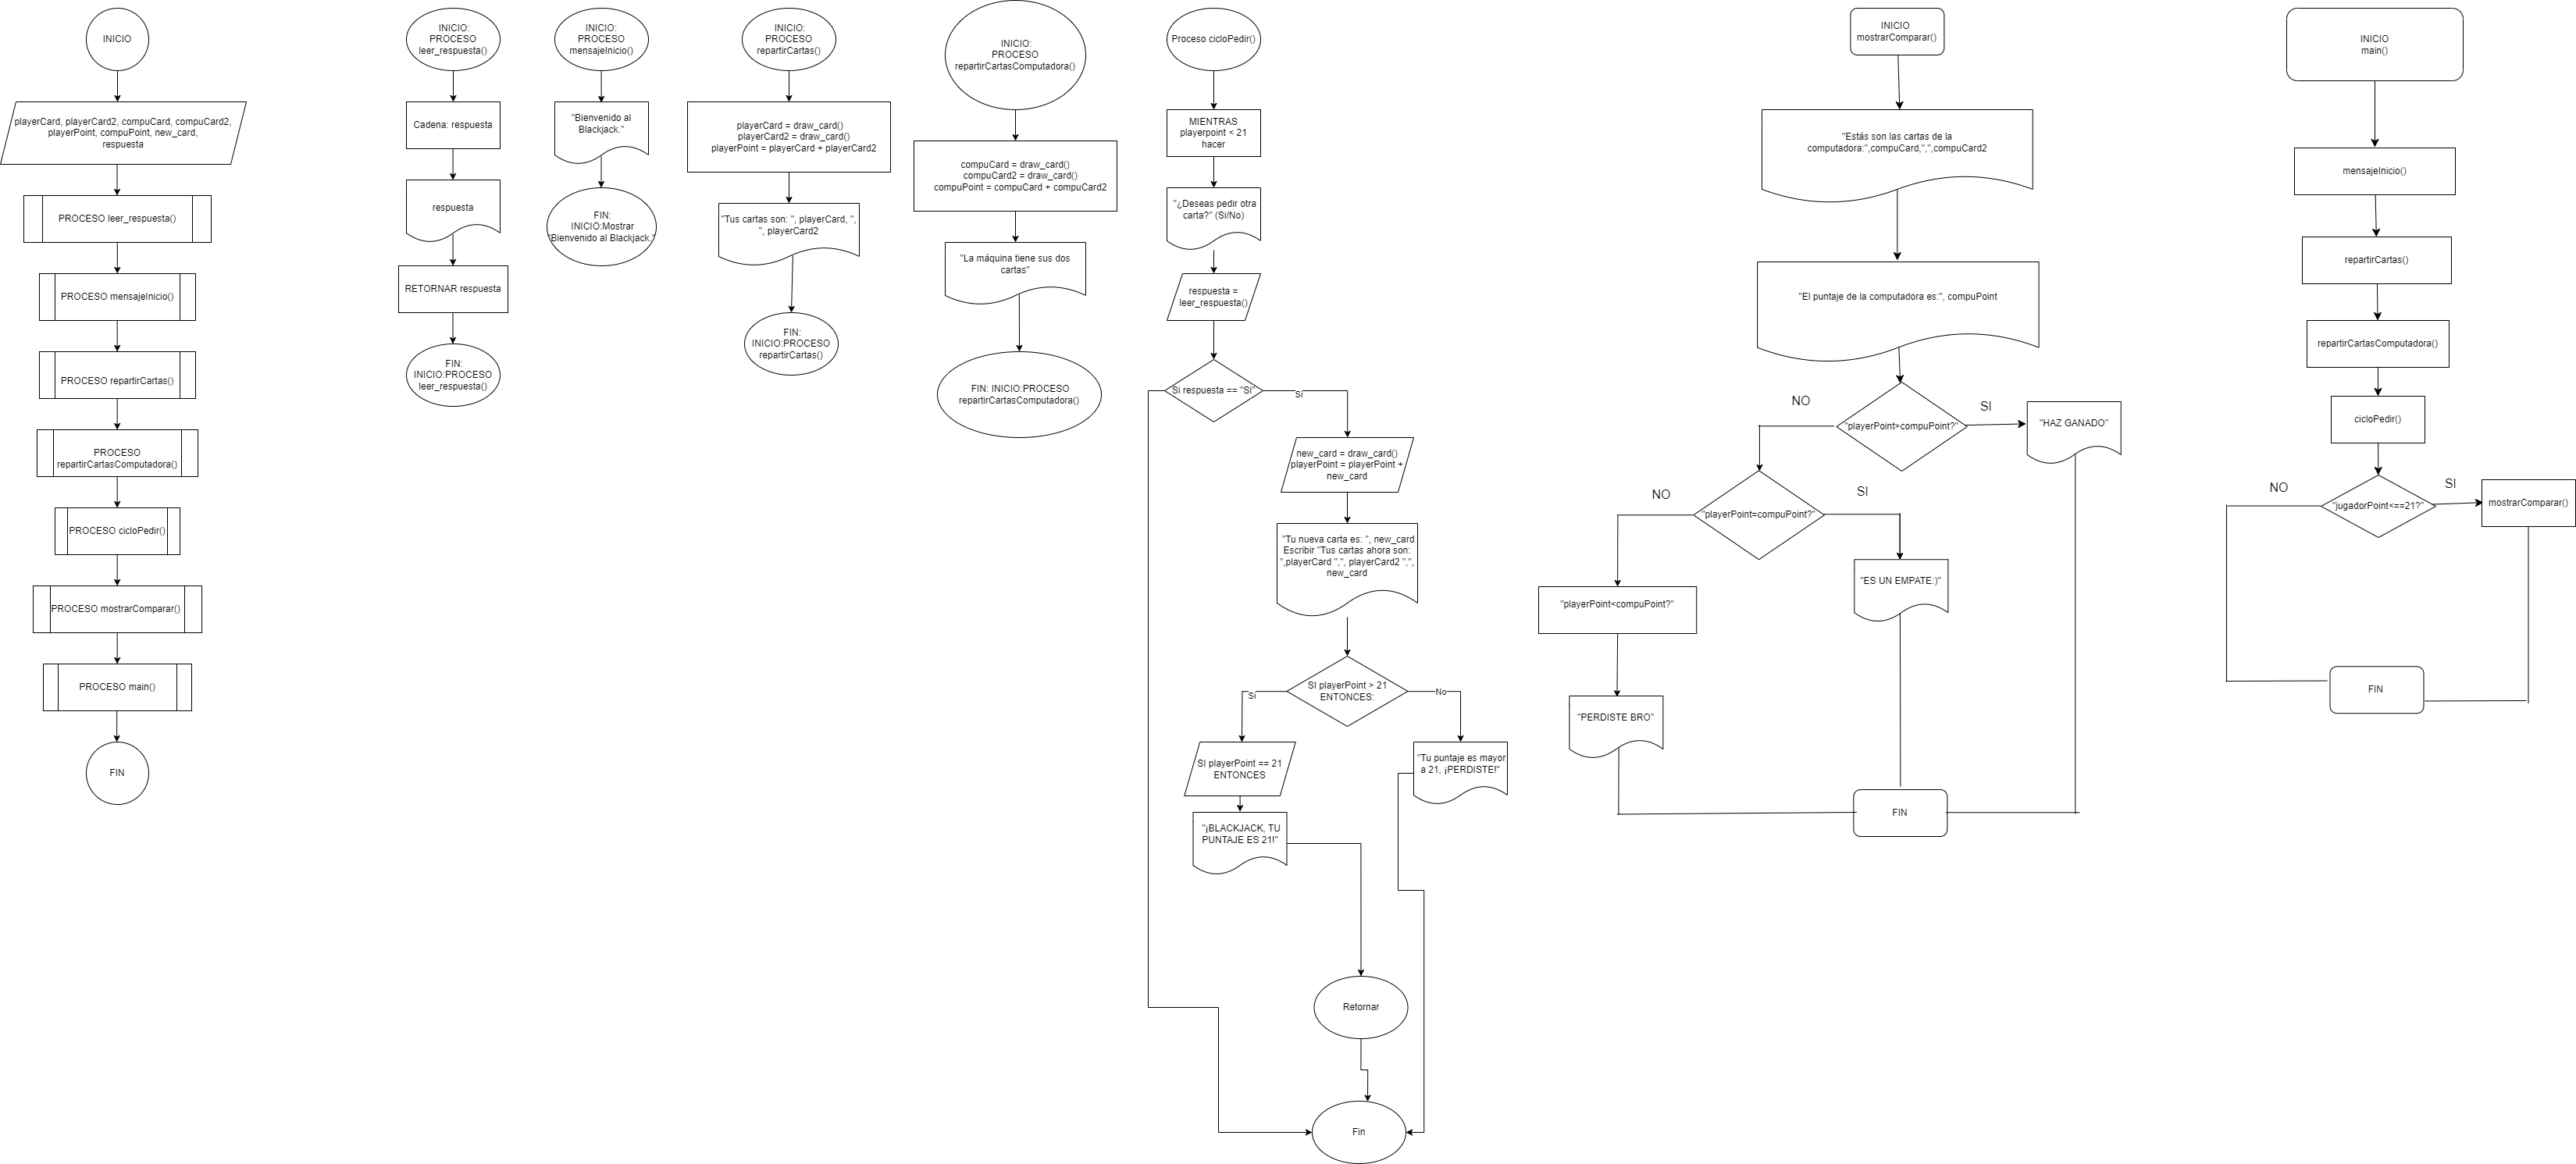 INICIO
playerCard, playerCard2, compuCard, compuCard2,
playerPoint, compuPoint, new_card,
respuesta
PROCESO leer_respuesta()
PROCESO mensajeInicio()
PROCESO repartirCartas()
PROCESO
repartirCartasComputadora()
PROCESO cicloPedir()
PROCESO mostrarComparar()
PROCESO main()
FIN
INICIO:
PROCESO
leer_respuesta()
Cadena: respuesta
respuesta
RETORNAR respuesta
FIN:
INICIO:PROCESO
leer_respuesta()
INICIO:
PROCESO
mensajeInicio()
"Bienvenido al
Blackjack."
FIN:
INICIO:Mostrar
"Bienvenido al Blackjack."
INICIO:
PROCESO
repartirCartas()
playerCard = draw_card()
playerCard2 = draw_card()
playerPoint = playerCard + playerCard2
"Tus cartas son: ", playerCard, ",
", playerCard2
FIN:
INICIO:PROCESO
repartirCartas()
INICIO:
PROCESO
repartirCartasComputadora()
compuCard = draw_card()
compuCard2 = draw_card()
compuPoint = compuCard + compuCard2
"La máquina tiene sus dos
cartas"
FIN: INICIO:PROCESO
repartirCartasComputadora()
Proceso cicloPedir()
MIENTRAS
playerpoint < 21
hacer
"¿Deseas pedir otra
carta?" (Si/No)
respuesta =
leer_respuesta()
Si respuesta == "Si"
Si
new_card = draw_card()
playerPoint = playerPoint +
new_card
"Tu nueva carta es: ", new_card
Escribir "Tus cartas ahora son:
",playerCard ",", playerCard2 ",",
new_card
SI playerPoint > 21
ENTONCES:
Si
No
SI playerPoint == 21
ENTONCES
"Tu puntaje es mayor
a 21, ¡PERDISTE!"
"¡BLACKJACK, TU
PUNTAJE ES 21!"
Retornar
Fin
INICIO
mostrarComparar()
"Estás son las cartas de la
computadora:",compuCard,",",compuCard2
"El puntaje de la computadora es:", compuPoint
"playerPoint>compuPoint?"
NO
SI
"HAZ GANADO"
"playerPoint=compuPoint?"
NO
SI
"ES UN EMPATE:)"
"playerPoint<compuPoint?"
"PERDISTE BRO"
FIN
INICIO
main()
mensajeInicio()
repartirCartas()
repartirCartasComputadora()
cicloPedir()
"jugadorPoint<==21?"
NO
SI
mostrarComparar()
FIN